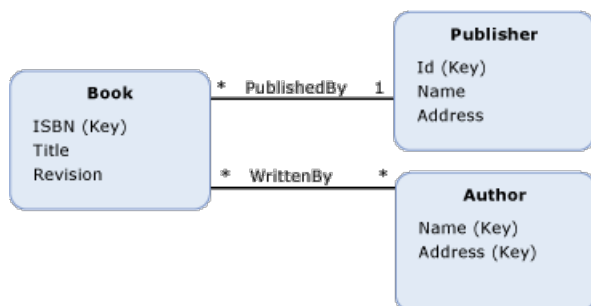 Publisher
Id (Key)
Name
Address
Book
ISBN (Key)
Title
Revision
* PublishedBy 1
* WrittenBy *
Author
Name (Key)
Address (Key)